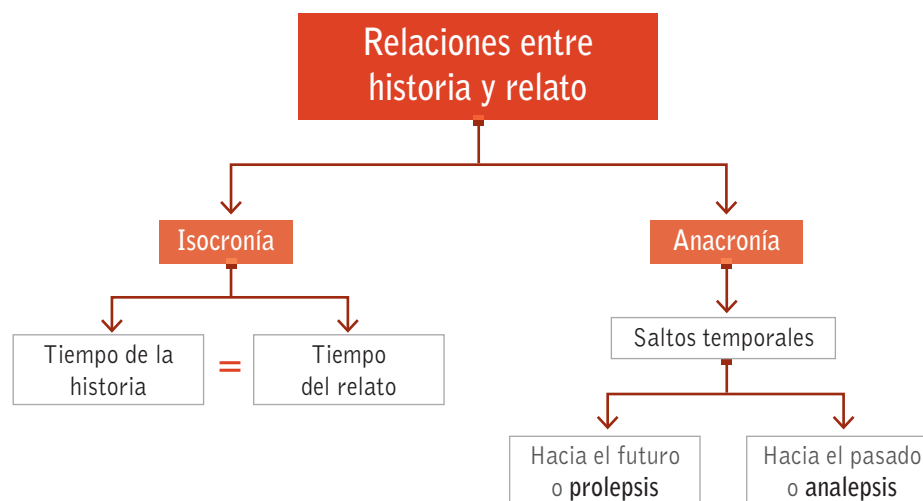 Relaciones entre
historia y relato
Isocronía
Anacronía
Tiempo de la
historia
=
Tiempo
del relato
Saltos temporales
Hacia el futuro
o prolepsis
Hacia el pasado
o analepsis